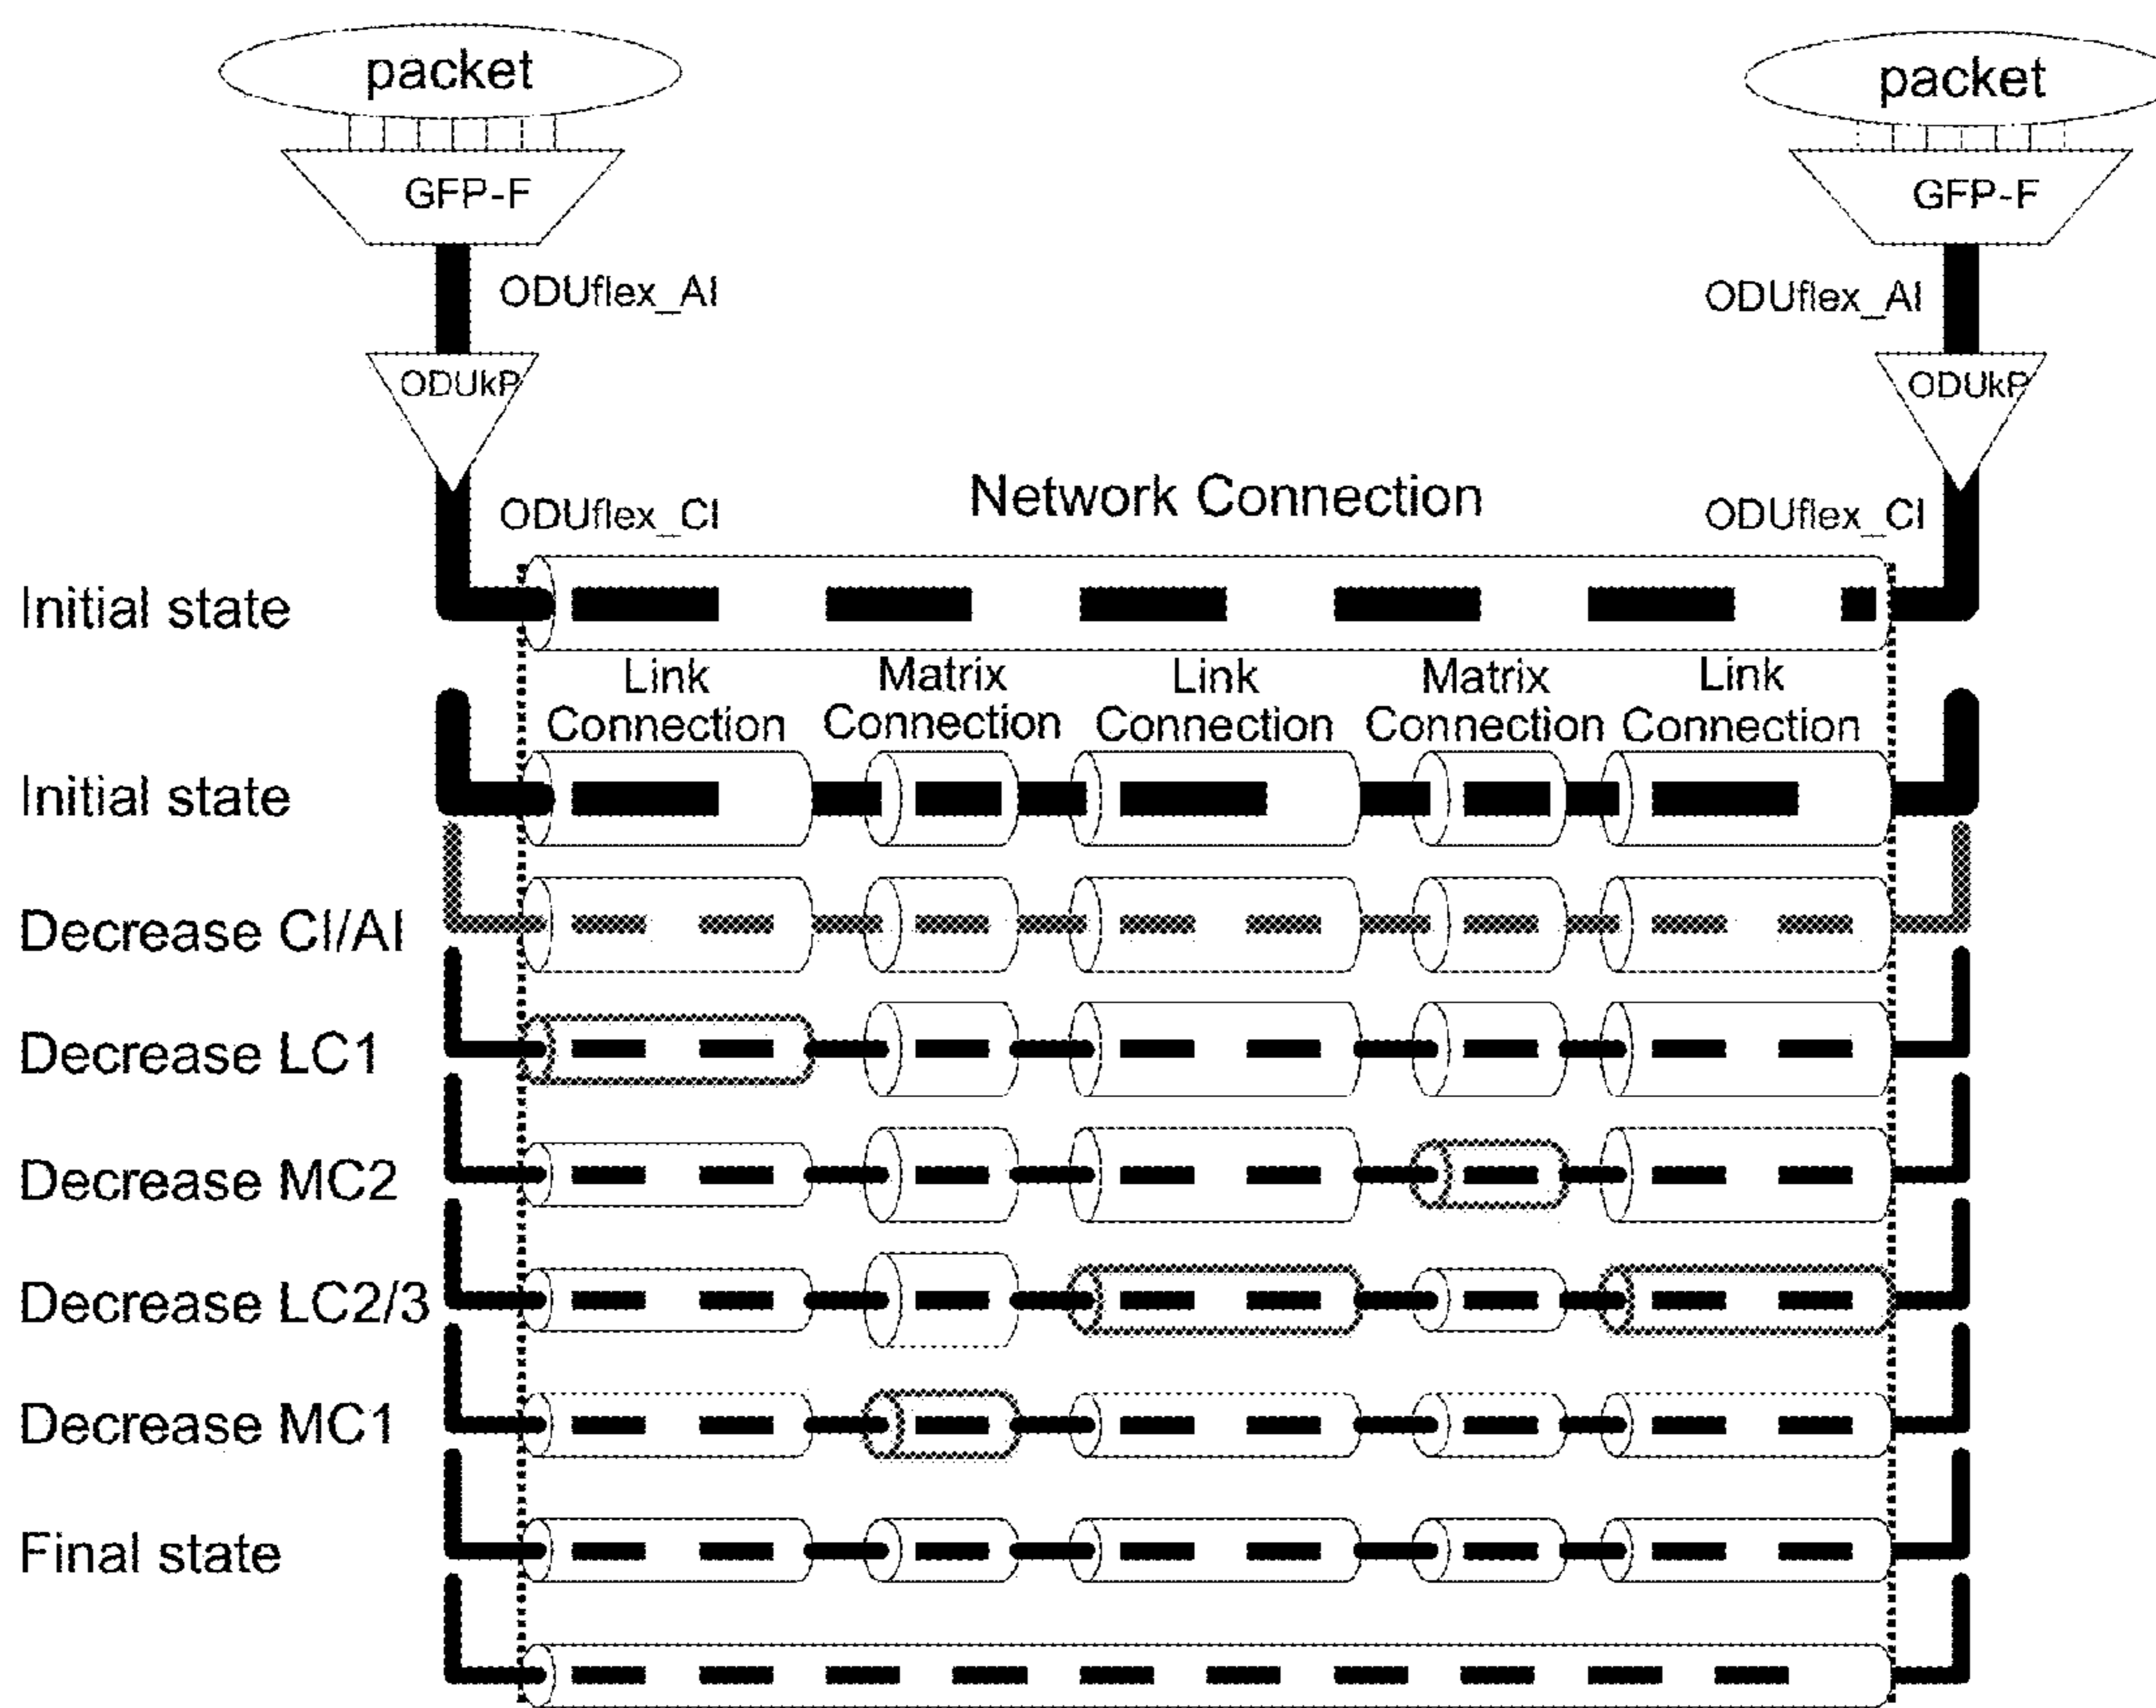 packet
packet
GFP-F
GFP-F
ODUflex_AI
ODUflex_AI
ODUkP
ODUkP
Network Connection
ODUflex_CI
ODUflex_CI
Initial state
Link Connection
Matrix Connection
Link Connection
Matrix Connection
Link Connection
Initial state
Decrease CI/AI
Decrease LC1
Decrease MC2
Decrease LC2/3
Decrease MC1
Final state